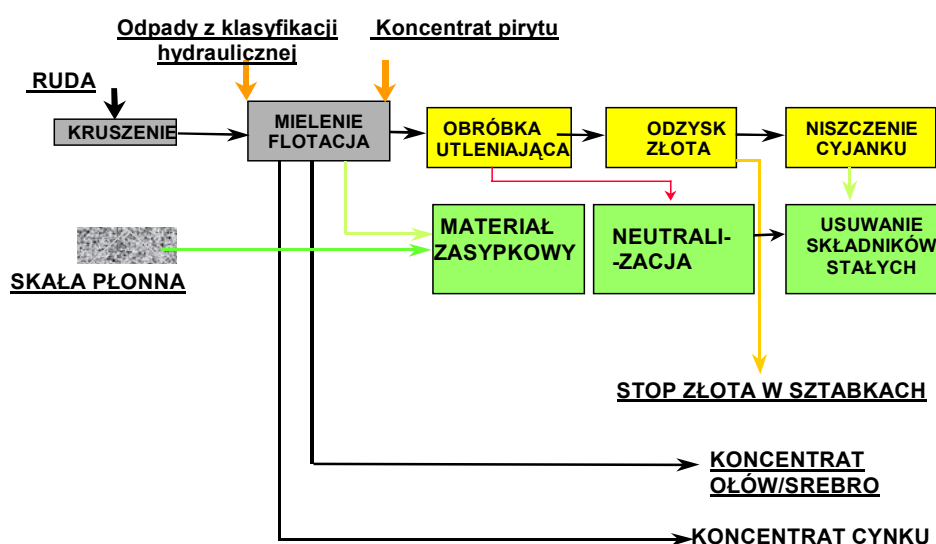 Odpady z klasyfikacji
hydraulicznej
Koncentrat pirytu
RUDA
KRUSZENIE
MIELENIE
FLOTACJA
OBRÓBKA
UTLENIAJĄCA
ODZYSK
ZŁOTA
NISZCZENIE
CYJANKU
MATERIAŁ
ZASYPKOWY
NEUTRALI-
-ZACJA
USUWANIE
SKŁADNIKÓW
STAŁYCH
SKAŁA PŁONNA
STOP ZŁOTA W SZTABKACH
KONCENTRAT
OŁÓW/SREBRO
KONCENTRAT CYNKU